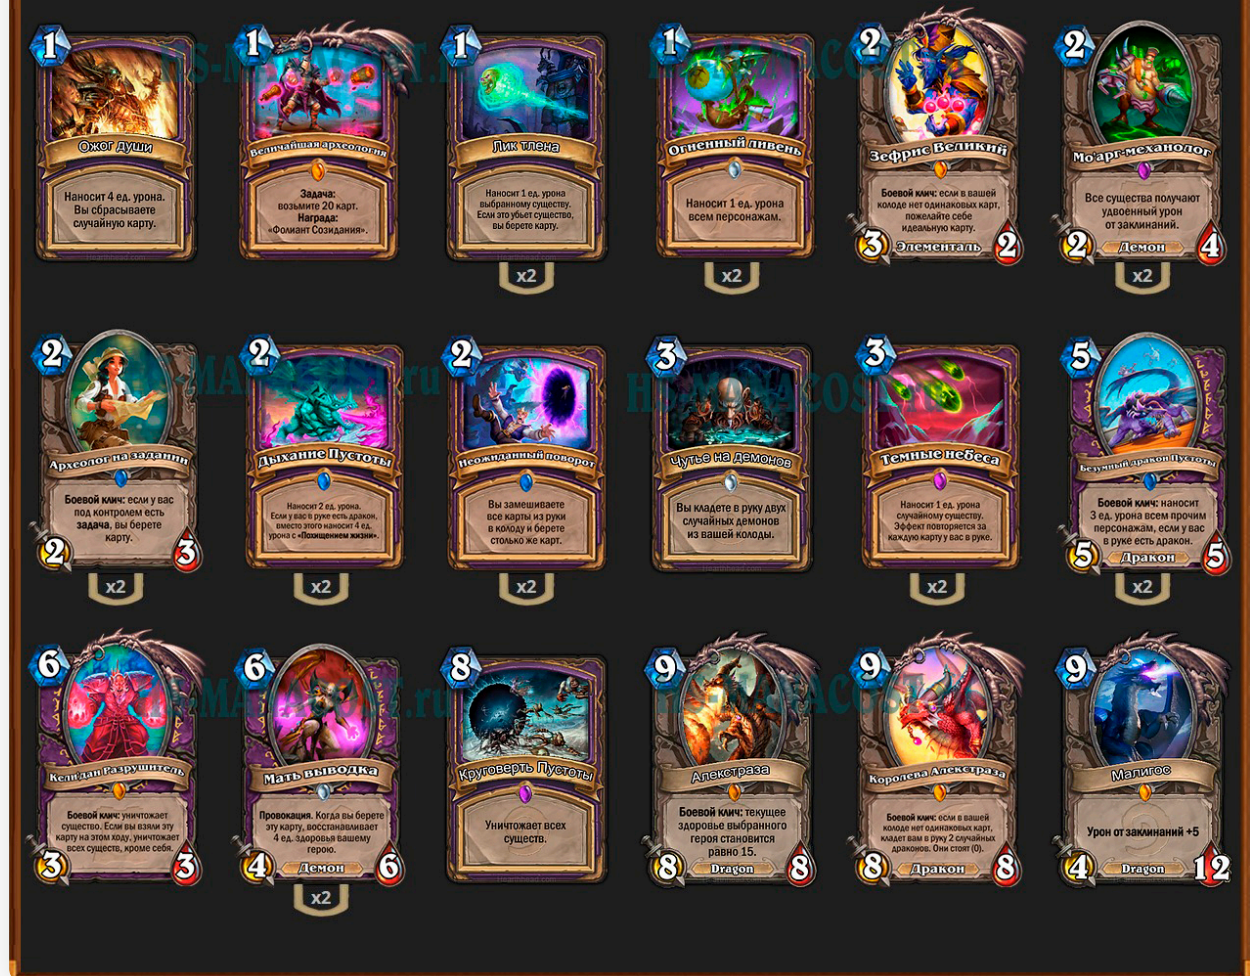 1
Ожог души
Наносит 4 ед. урона.
Вы сбрасываете
случайную карту.
1
Величайшая археология
Задача:
возьмите 20 карт.
Награда:
«Фолиант Созидания».
1
Лик тлена
Наносит 1 ед. урона
выбранному существу.
Если это убьет существо,
вы берете карту.
x2
1
Огненный ливень
Наносит 1 ед. урона
всем персонажам.
x2
2
Зефрис Великий
Боевой клич: если в вашей
колоде нет одинаковых карт,
пожелайте себе
идеальную карту.
3 Элементаль 2
2
Мо'арг-механолог
Все существа получают
удвоенный урон
от заклинаний.
2 Демон 4
x2
2
Археолог на задании
Боевой клич: если у вас
под контролем есть
задача, вы берете
карту.
2 3
x2
2
Дыхание Пустоты
Наносит 2 ед. урона.
Если у вас в руке есть дракон,
вместо этого наносит 4 ед.
урона с «Похищением жизни».
x2
2
Неожиданный поворот
Вы замешиваете
все карты из руки
в колоду и берете
столько же карт.
x2
3
Чутье на демонов
Вы кладете в руку двух
случайных демонов
из вашей колоды.
3
Темные небеса
Наносит 1 ед. урона
случайному существу.
Эффект повторяется за
каждую карту у вас в руке.
x2
5
Безумный дракон Пустоты
Боевой клич: наносит
3 ед. урона всем прочим
персонажам, если у вас
в руке есть дракон.
5 Дракон 5
x2
6
Кели'дан Разрушитель
Боевой клич: уничтожает
существо. Если вы взяли эту
карту на этом ходу, уничтожает
всех существ, кроме себя.
3 3
6
Мать выводка
Провокация. Когда вы берете
эту карту, восстанавливает
4 ед. здоровья вашему
герою.
4 Демон 6
x2
8
Круговерть Пустоты
Уничтожает всех
существ.
9
Алекстраза
Боевой клич: текущее
здоровье выбранного
героя становится
равно 15.
8 Dragon 8
9
Королева Алекстраза
Боевой клич: если в вашей
колоде нет одинаковых карт,
кладет вам в руку 2 случайных
драконов. Они стоят (0).
8 Дракон 8
9
Малигос
Урон от заклинаний +5
4 Dragon 12